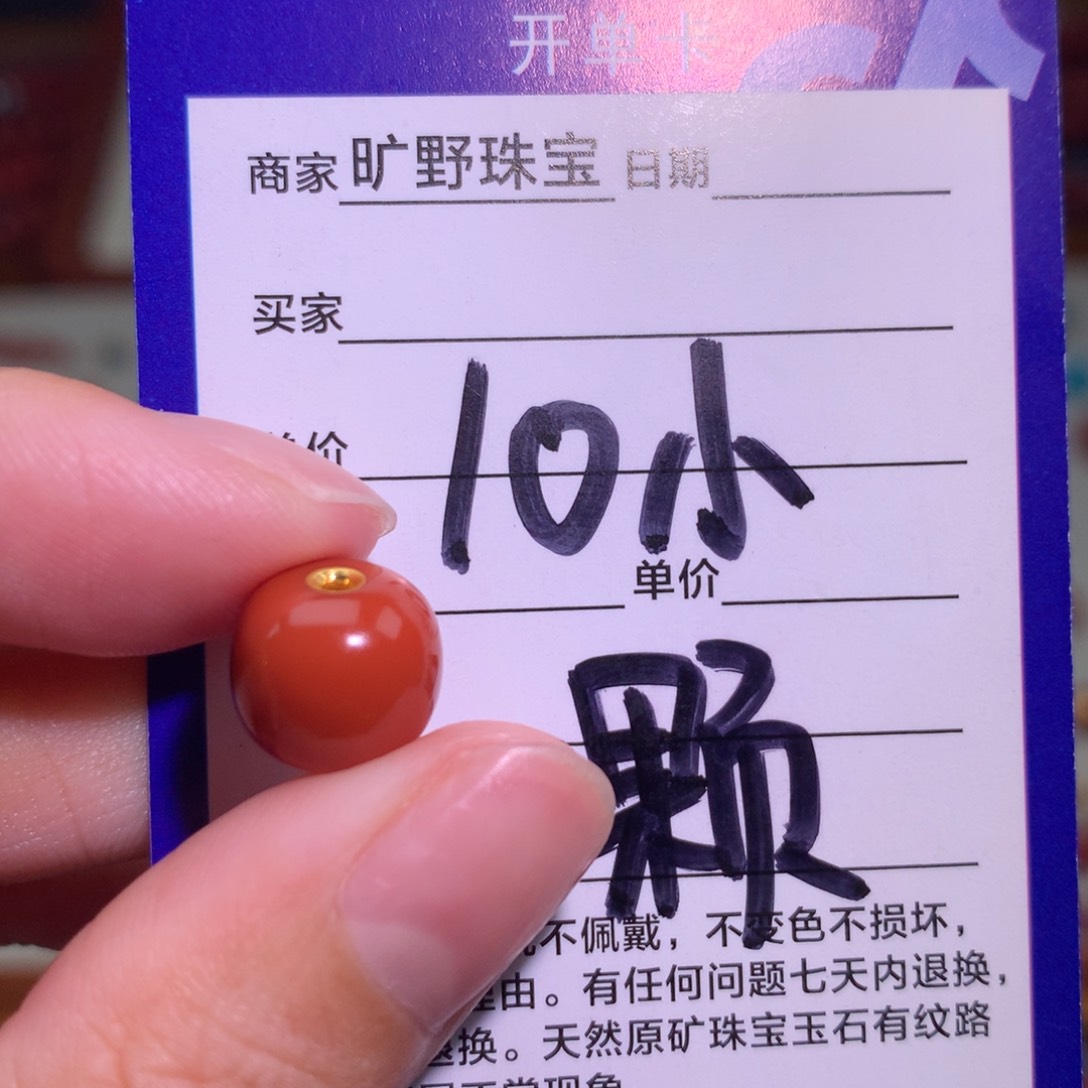 开单卡
商家 旷野珠宝 日期
买家
价 10小
单价
颗
不佩戴，不变色不损坏，
由。有任何问题七天内退换，
退换。天然原矿珠宝玉石有纹路